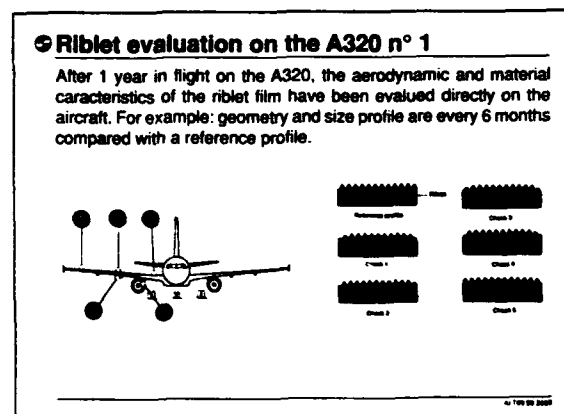 Riblet evaluation on the A320 n° 1
After 1 year in flight on the A320, the aerodynamic and material
caracteristics of the riblet film have been evalued directly on the
aircraft. For example: geometry and size profile are every 6 months
compared with a reference profile.
Reference profile
Check 3
Check 1
Check 4
Check 2
Check 5